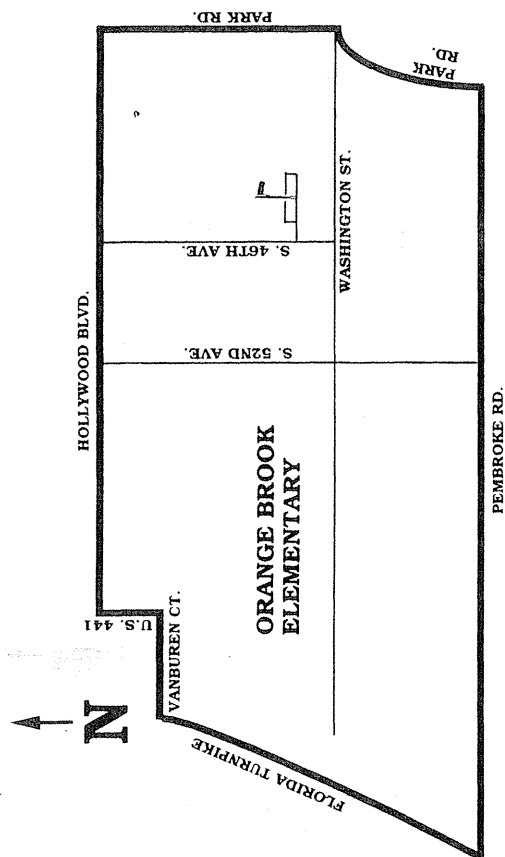 PARK RD.
PARK
RD.
HOLLYWOOD BLVD.
S. 46TH AVE.
WASHINGTON ST.
S. 52ND AVE.
ORANGE BROOK
ELEMENTARY
PEMBROKE RD.
U.S. 441
VANBUREN CT.
N
FLORIDA TURNPIKE